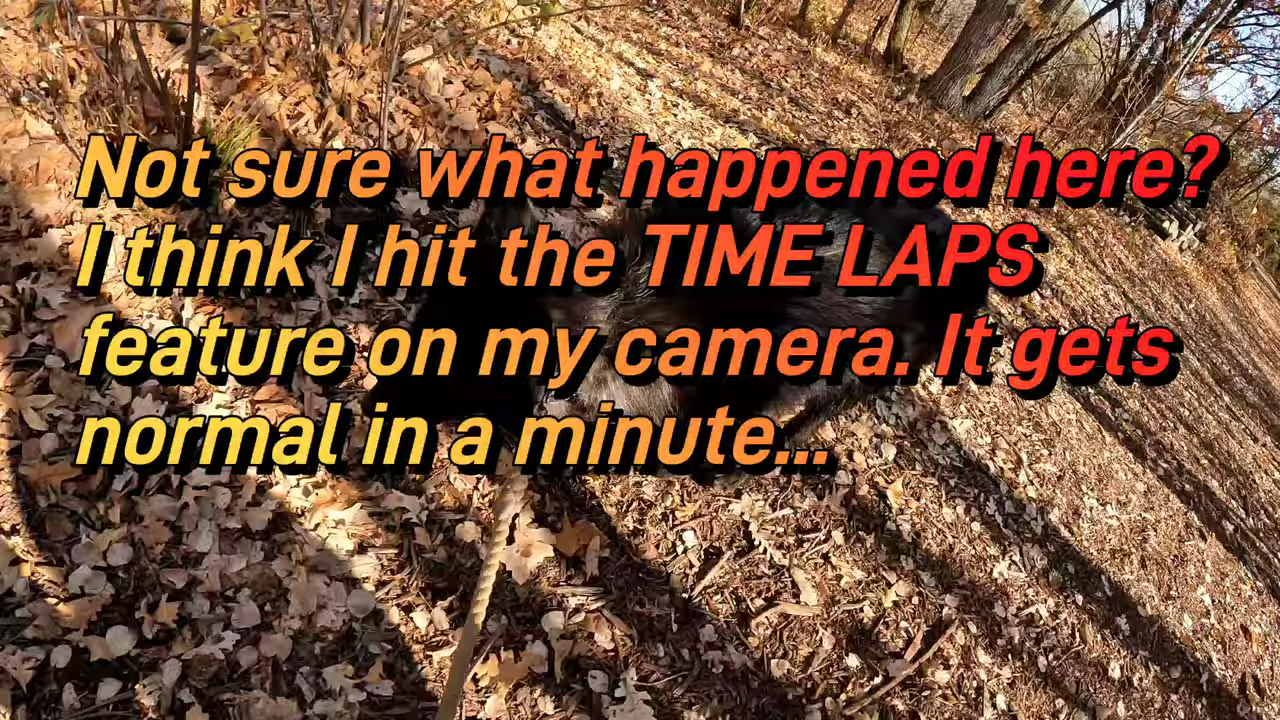 Not sure what happened here?
I think I hit the TIME LAPS
feature on my camera. It gets
normal in a minute...